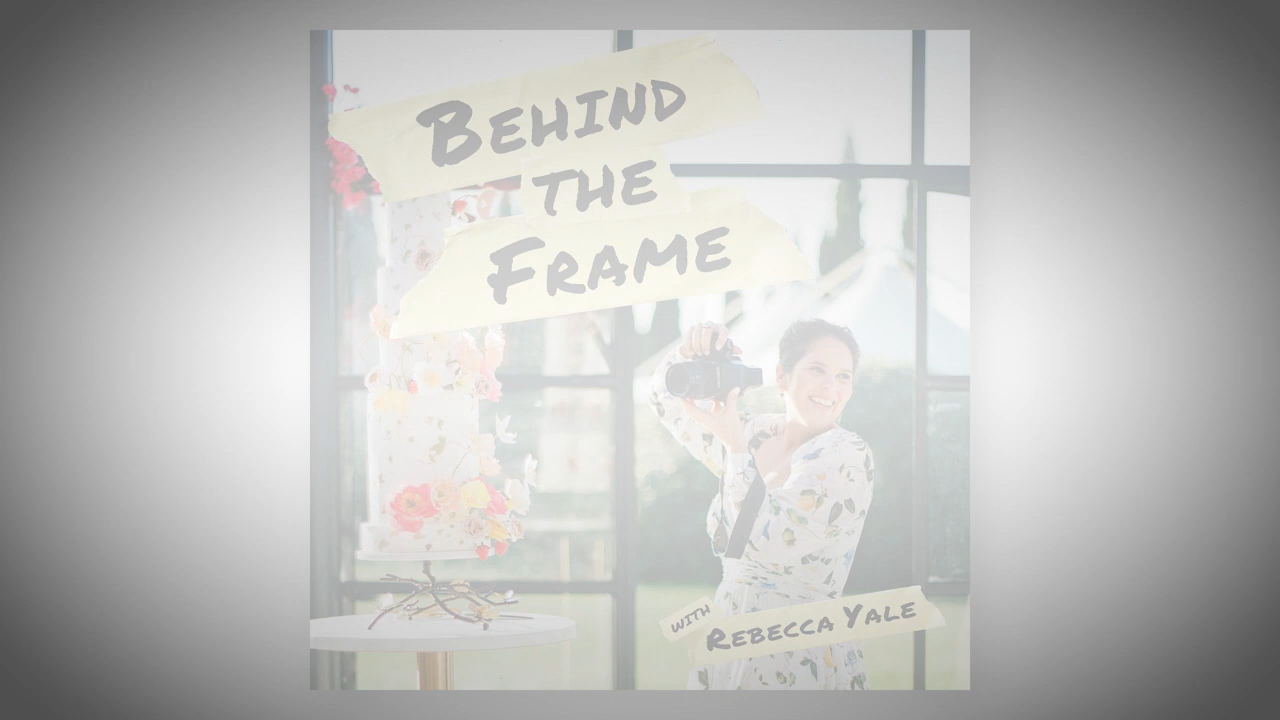 BEHIND
THE
FRAME
WITH
REBECCA YALE